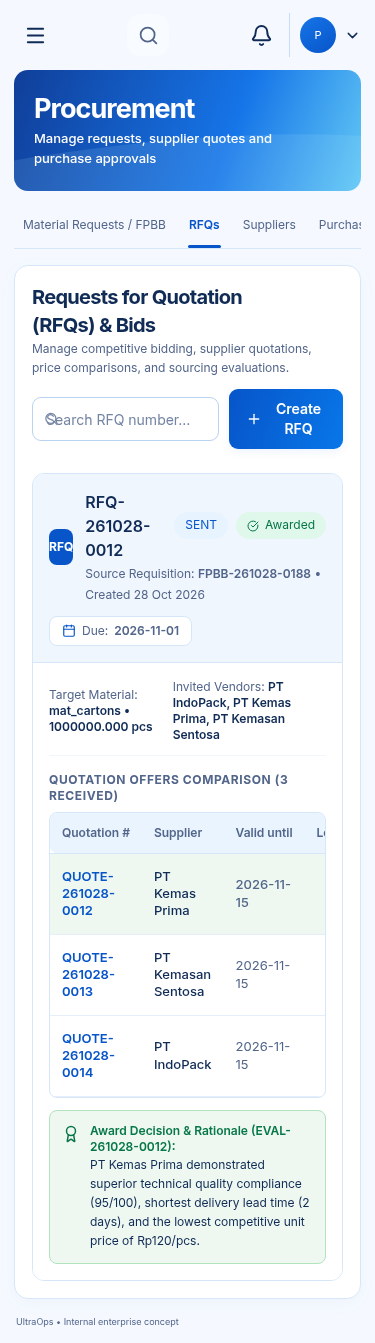 P
Procurement
Manage requests, supplier quotes and
purchase approvals
Material Requests / FPBB RFQs Suppliers Purchas
Requests for Quotation
(RFQs) & Bids
Manage competitive bidding, supplier quotations,
price comparisons, and sourcing evaluations.
Search RFQ number...
Create
RFQ
RFQ
RFQ-
261028-
0012
SENT
Awarded
Source Requisition: FPBB-261028-0188 •
Created 28 Oct 2026
Due: 2026-11-01
Target Material:
mat_cartons •
1000000.000 pcs
Invited Vendors: PT
IndoPack, PT Kemas
Prima, PT Kemasan
Sentosa
QUOTATION OFFERS COMPARISON (3
RECEIVED)
Quotation # Supplier Valid until Le
QUOTE-
261028-
0012
PT
Kemas
Prima
2026-11-
15
QUOTE-
261028-
0013
PT
Kemasan
Sentosa
2026-11-
15
QUOTE-
261028-
0014
PT
IndoPack
2026-11-
15
Award Decision & Rationale (EVAL-
261028-0012):
PT Kemas Prima demonstrated
superior technical quality compliance
(95/100), shortest delivery lead time (2
days), and the lowest competitive unit
price of Rp120/pcs.
UltraOps • Internal enterprise concept